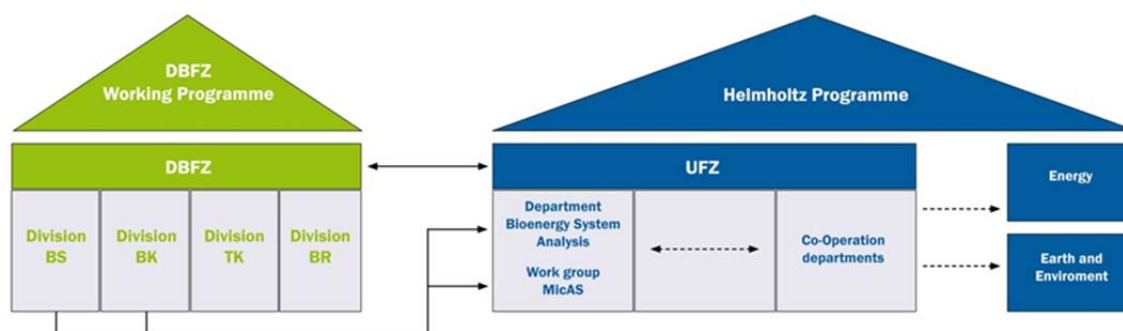 DBFZ
Working Programme
Helmholtz Programme
DBFZ
UFZ
Energy
Division
BS
Division
BK
Division
TK
Division
BR
Department
Bioenergy System
Analysis
Work group
MicAS
Co-Operation
departments
Earth and
Enviroment